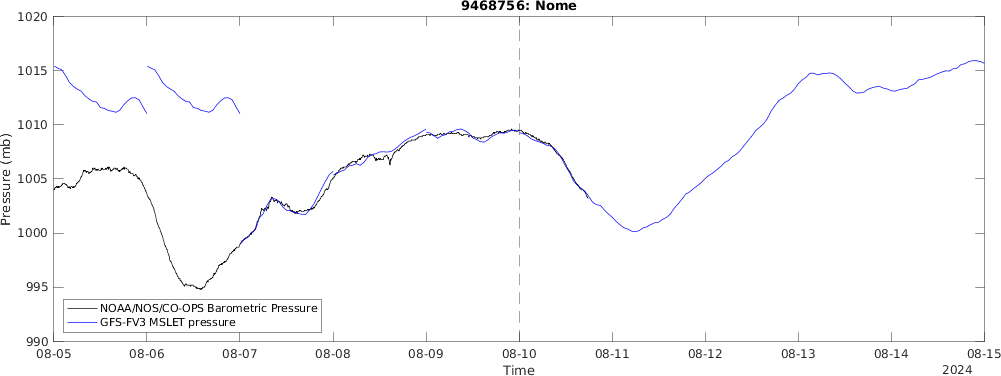 9468756: Nome
1020
1015
1010
1005
1000
995
990
Pressure (mb)
NOAA/NOS/CO-OPS Barometric Pressure
GFS-FV3 MSLET pressure
08-05 08-06 08-07 08-08 08-09 08-10 08-11 08-12 08-13 08-14 08-15
Time
2024